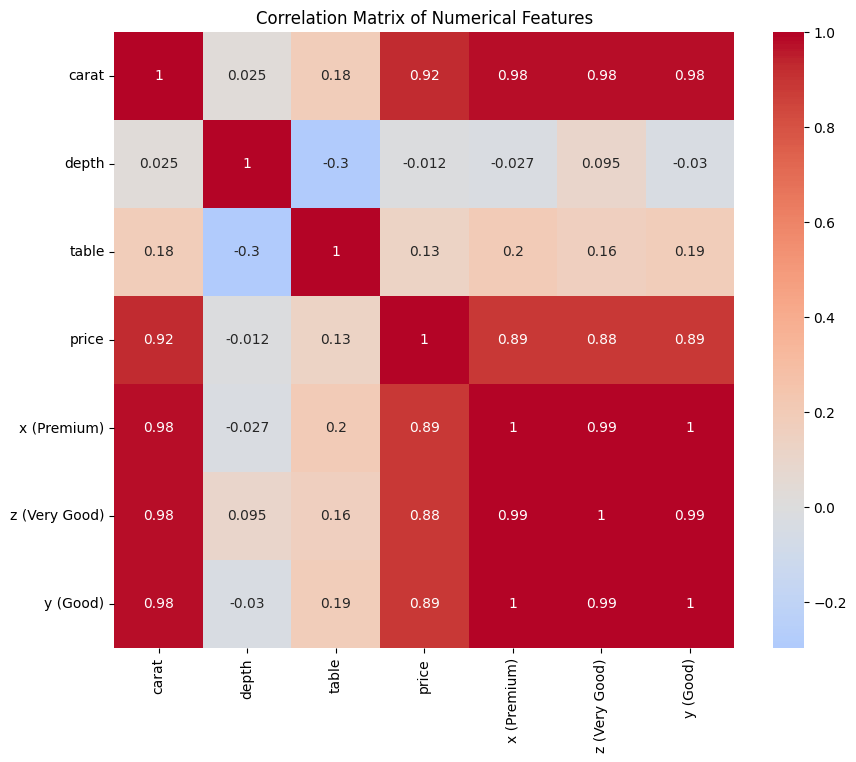 Correlation Matrix of Numerical Features
carat 1 0.025 0.18 0.92 0.98 0.98 0.98
depth 0.025 1 -0.3 -0.012 -0.027 0.095 -0.03
table 0.18 -0.3 1 0.13 0.2 0.16 0.19
price 0.92 -0.012 0.13 1 0.89 0.88 0.89
x (Premium) 0.98 -0.027 0.2 0.89 1 0.99 1
z (Very Good) 0.98 0.095 0.16 0.88 0.99 1 0.99
y (Good) 0.98 -0.03 0.19 0.89 1 0.99 1
carat depth table price x (Premium) z (Very Good) y (Good)
1.0
0.8
0.6
0.4
0.2
0.0
−0.2